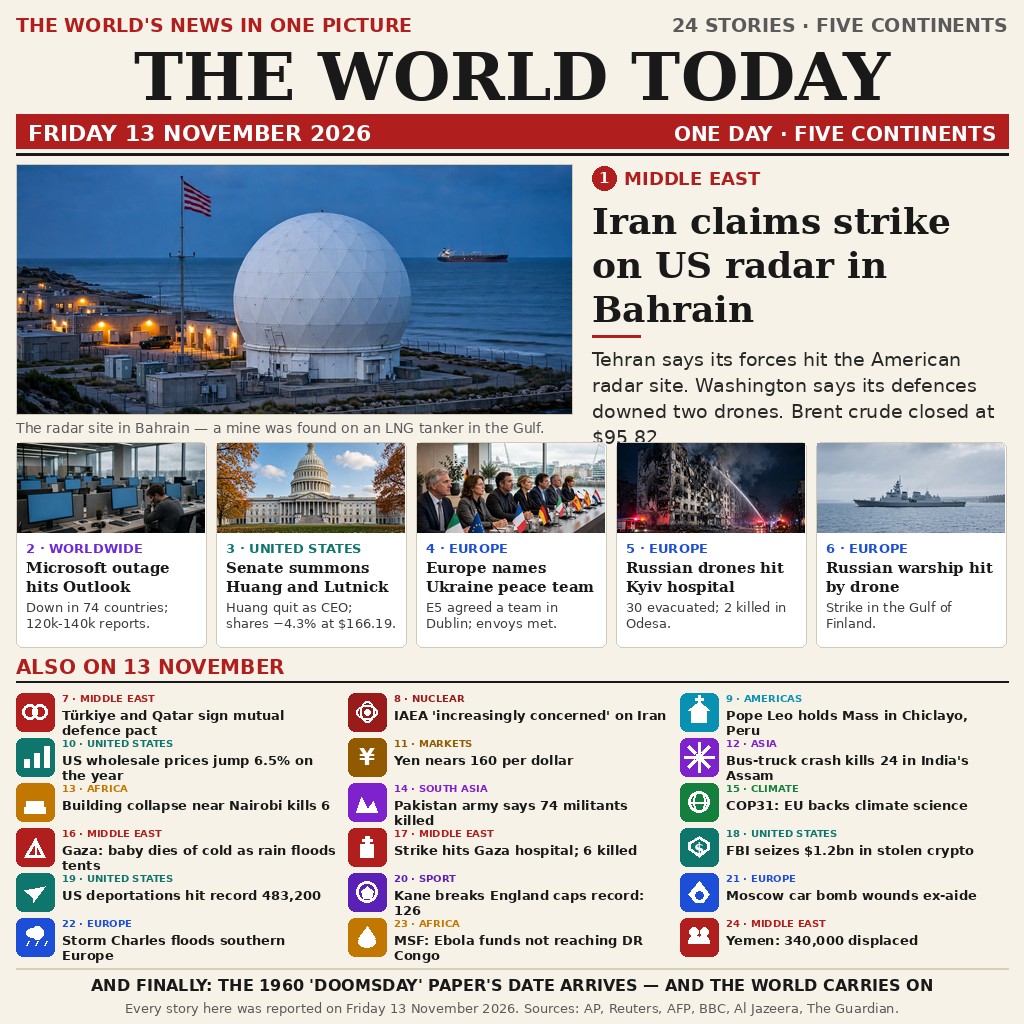 THE WORLD'S NEWS IN ONE PICTURE
24 STORIES · FIVE CONTINENTS
THE WORLD TODAY
FRIDAY 13 NOVEMBER 2026
ONE DAY · FIVE CONTINENTS
1 MIDDLE EAST
Iran claims strike
on US radar in
Bahrain
Tehran says its forces hit the American
radar site. Washington says its defences
downed two drones. Brent crude closed at
$95.82
The radar site in Bahrain — a mine was found on an LNG tanker in the Gulf.
2 · WORLDWIDE
Microsoft outage
hits Outlook
Down in 74 countries;
120k-140k reports.
3 · UNITED STATES
Senate summons
Huang and Lutnick
Huang quit as CEO;
shares −4.3% at $166.19.
4 · EUROPE
Europe names
Ukraine peace team
E5 agreed a team in
Dublin; envoys met.
5 · EUROPE
Russian drones hit
Kyiv hospital
30 evacuated; 2 killed in
Odesa.
6 · EUROPE
Russian warship hit
by drone
Strike in the Gulf of
Finland.
ALSO ON 13 NOVEMBER
7 · MIDDLE EAST
Türkiye and Qatar sign mutual
defence pact
8 · NUCLEAR
IAEA 'increasingly concerned' on Iran
9 · AMERICAS
Pope Leo holds Mass in Chiclayo,
Peru
10 · UNITED STATES
US wholesale prices jump 6.5% on
the year
¥
11 · MARKETS
Yen nears 160 per dollar
12 · ASIA
Bus-truck crash kills 24 in India's
Assam
13 · AFRICA
Building collapse near Nairobi kills 6
14 · SOUTH ASIA
Pakistan army says 74 militants
killed
15 · CLIMATE
COP31: EU backs climate science
16 · MIDDLE EAST
Gaza: baby dies of cold as rain floods
tents
17 · MIDDLE EAST
Strike hits Gaza hospital; 6 killed
$
18 · UNITED STATES
FBI seizes $1.2bn in stolen crypto
19 · UNITED STATES
US deportations hit record 483,200
20 · SPORT
Kane breaks England caps record:
126
21 · EUROPE
Moscow car bomb wounds ex-aide
22 · EUROPE
Storm Charles floods southern
Europe
23 · AFRICA
MSF: Ebola funds not reaching DR
Congo
24 · MIDDLE EAST
Yemen: 340,000 displaced
AND FINALLY: THE 1960 'DOOMSDAY' PAPER'S DATE ARRIVES — AND THE WORLD CARRIES ON
Every story here was reported on Friday 13 November 2026. Sources: AP, Reuters, AFP, BBC, Al Jazeera, The Guardian.